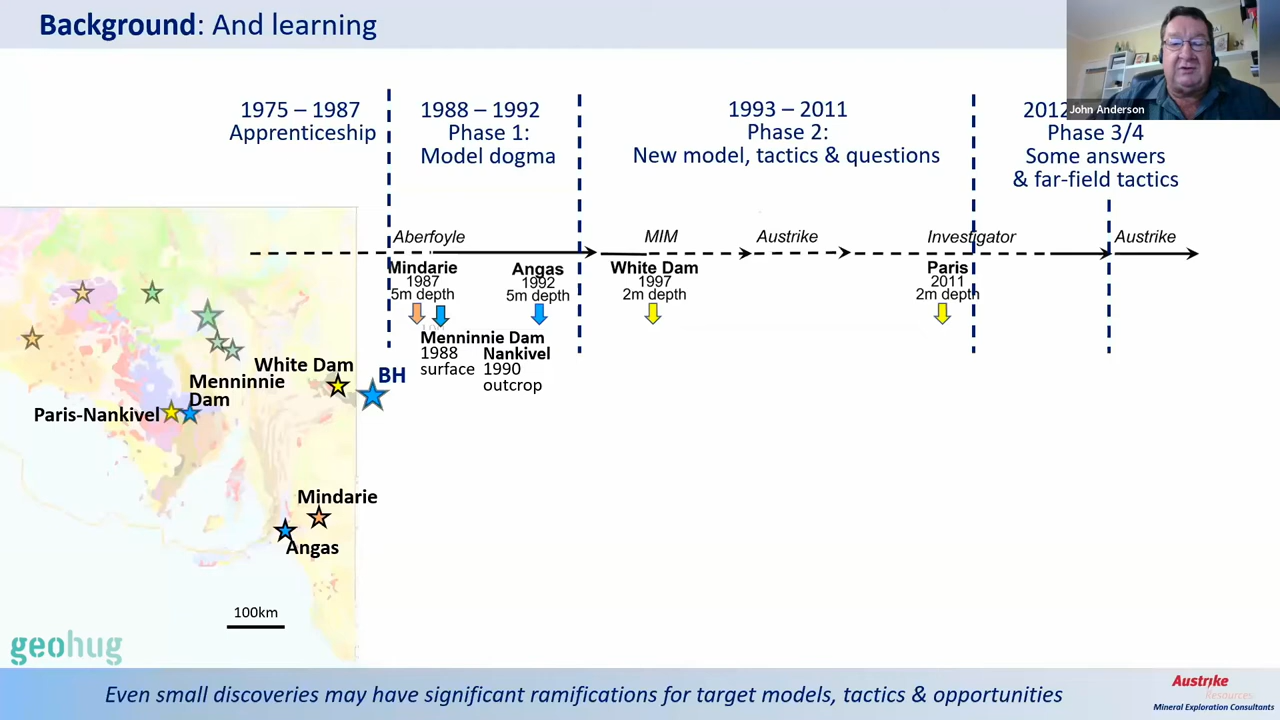 Background: And learning
John Anderson
1975 – 1987
Apprenticeship
1988 – 1992
Phase 1:
Model dogma
1993 – 2011
Phase 2:
New model, tactics & questions
2012
Phase 3/4
Some answers
& far-field tactics
Aberfoyle
MIM
Austrike
Investigator
Austrike
Mindarie
1987
5m depth
Angas
1992
5m depth
White Dam
1997
2m depth
Paris
2011
2m depth
Menninnie Dam
1988
surface
Nankivel
1990
outcrop
White Dam
BH
Menninnie
Dam
Paris-Nankivel
Mindarie
Angas
100km
geohug
Even small discoveries may have significant ramifications for target models, tactics & opportunities
Austrike
Resources
Mineral Exploration Consultants